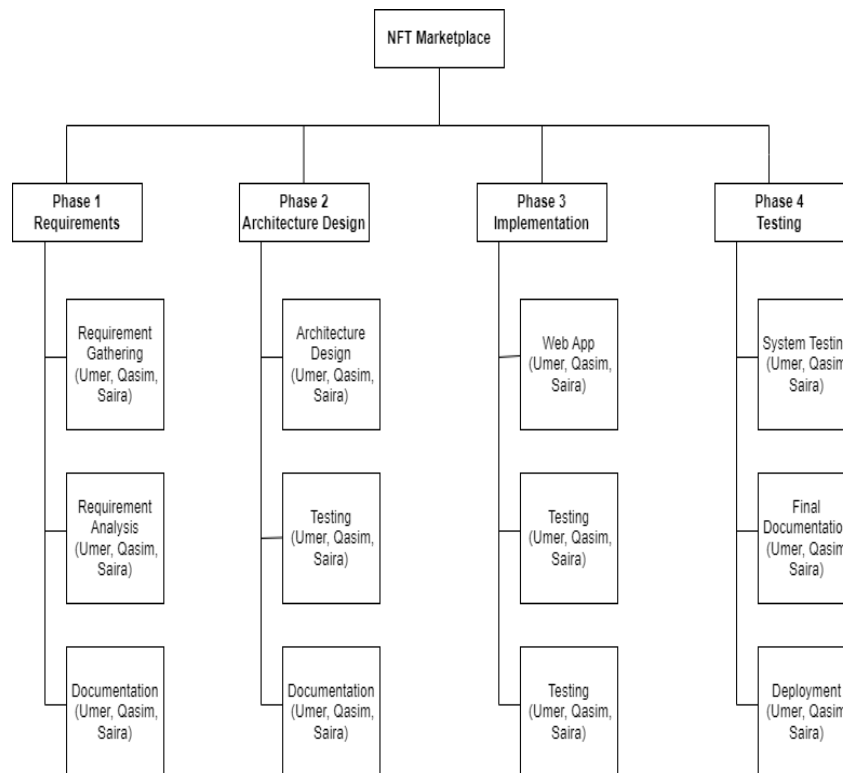 NFT Marketplace
Phase 1
Requirements
Requirement
Gathering
(Umer, Qasim,
Saira)
Requirement
Analysis
(Umer, Qasim,
Saira)
Documentation
(Umer, Qasim,
Saira)
Phase 2
Architecture Design
Architecture
Design
(Umer, Qasim,
Saira)
Testing
(Umer, Qasim,
Saira)
Documentation
(Umer, Qasim,
Saira)
Phase 3
Implementation
Web App
(Umer, Qasim,
Saira)
Testing
(Umer, Qasim,
Saira)
Testing
(Umer, Qasim,
Saira)
Phase 4
Testing
System Testin
(Umer, Qasim
Saira)
Final
Documentation
(Umer, Qasim
Saira)
Deployment
(Umer, Qasim
Saira)